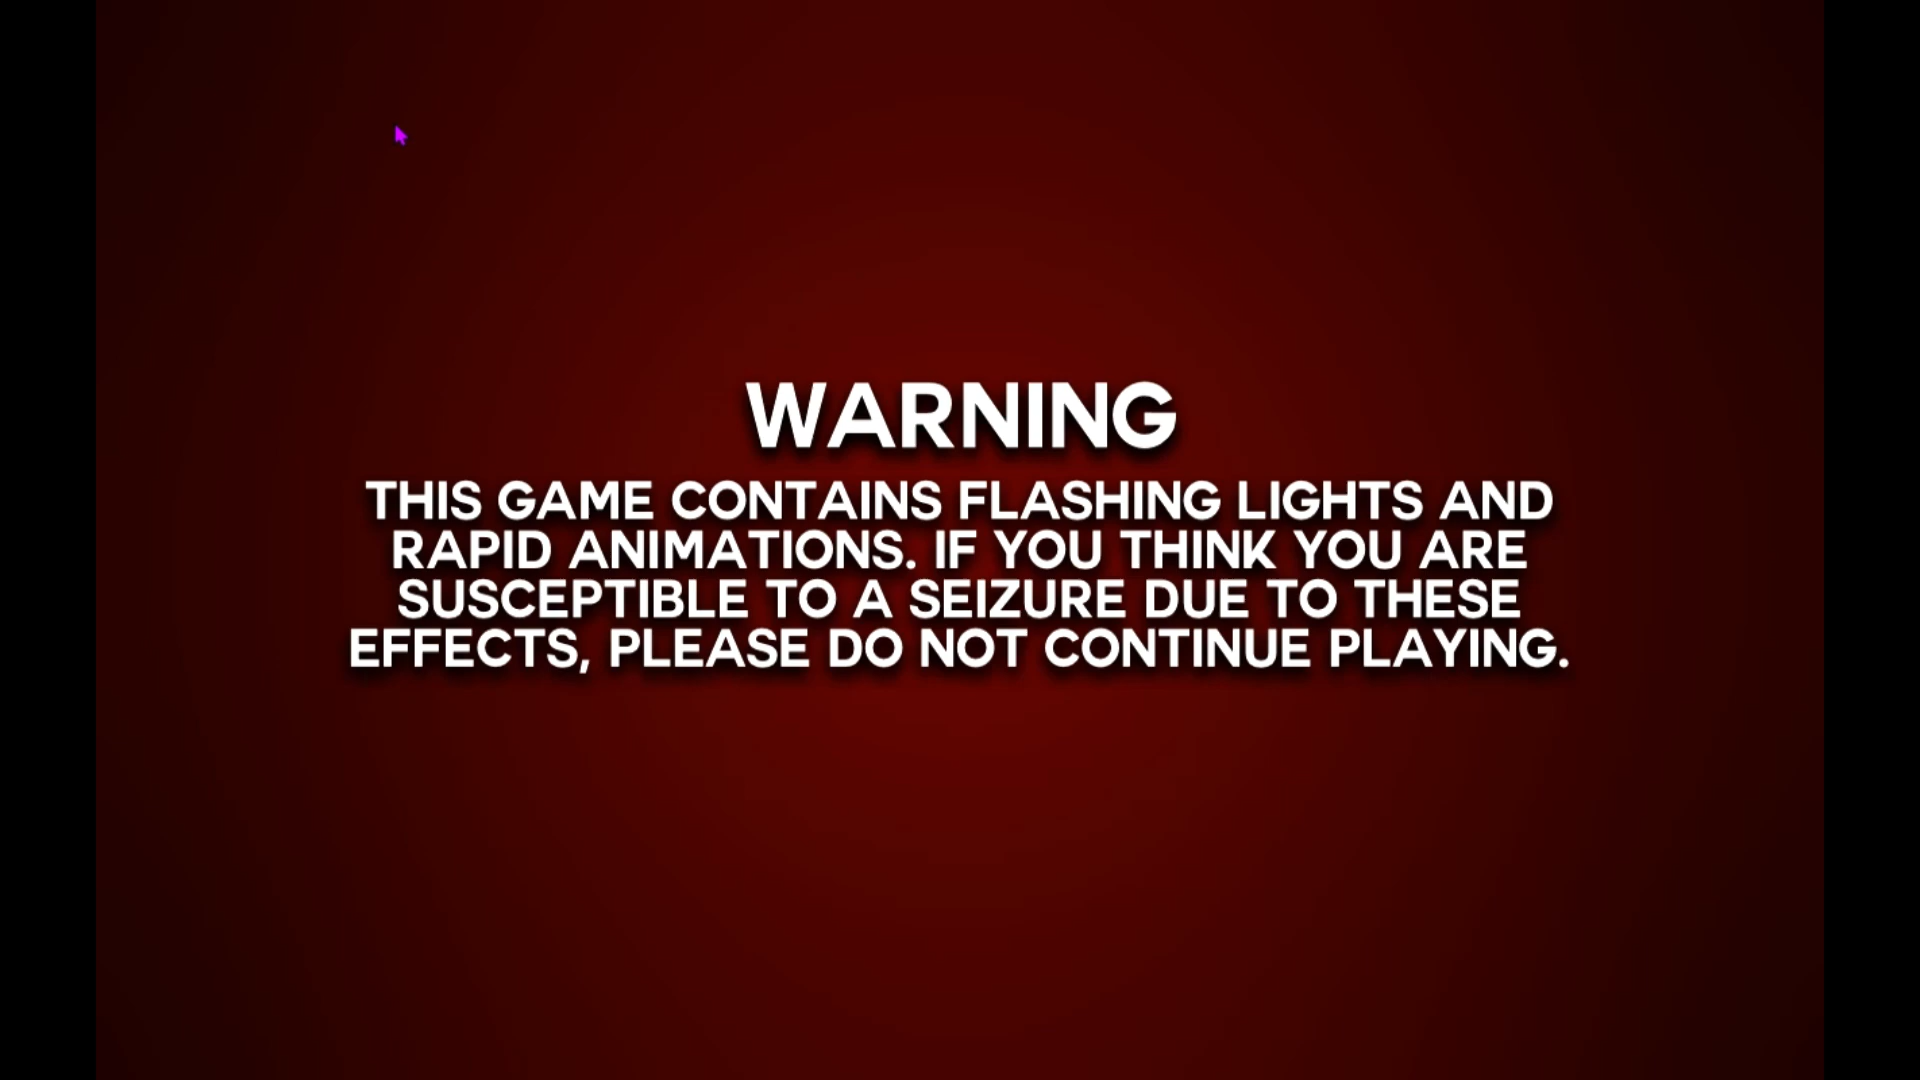 WARNING
THIS GAME CONTAINS FLASHING LIGHTS AND
RAPID ANIMATIONS. IF YOU THINK YOU ARE
SUSCEPTIBLE TO A SEIZURE DUE TO THESE
EFFECTS, PLEASE DO NOT CONTINUE PLAYING.